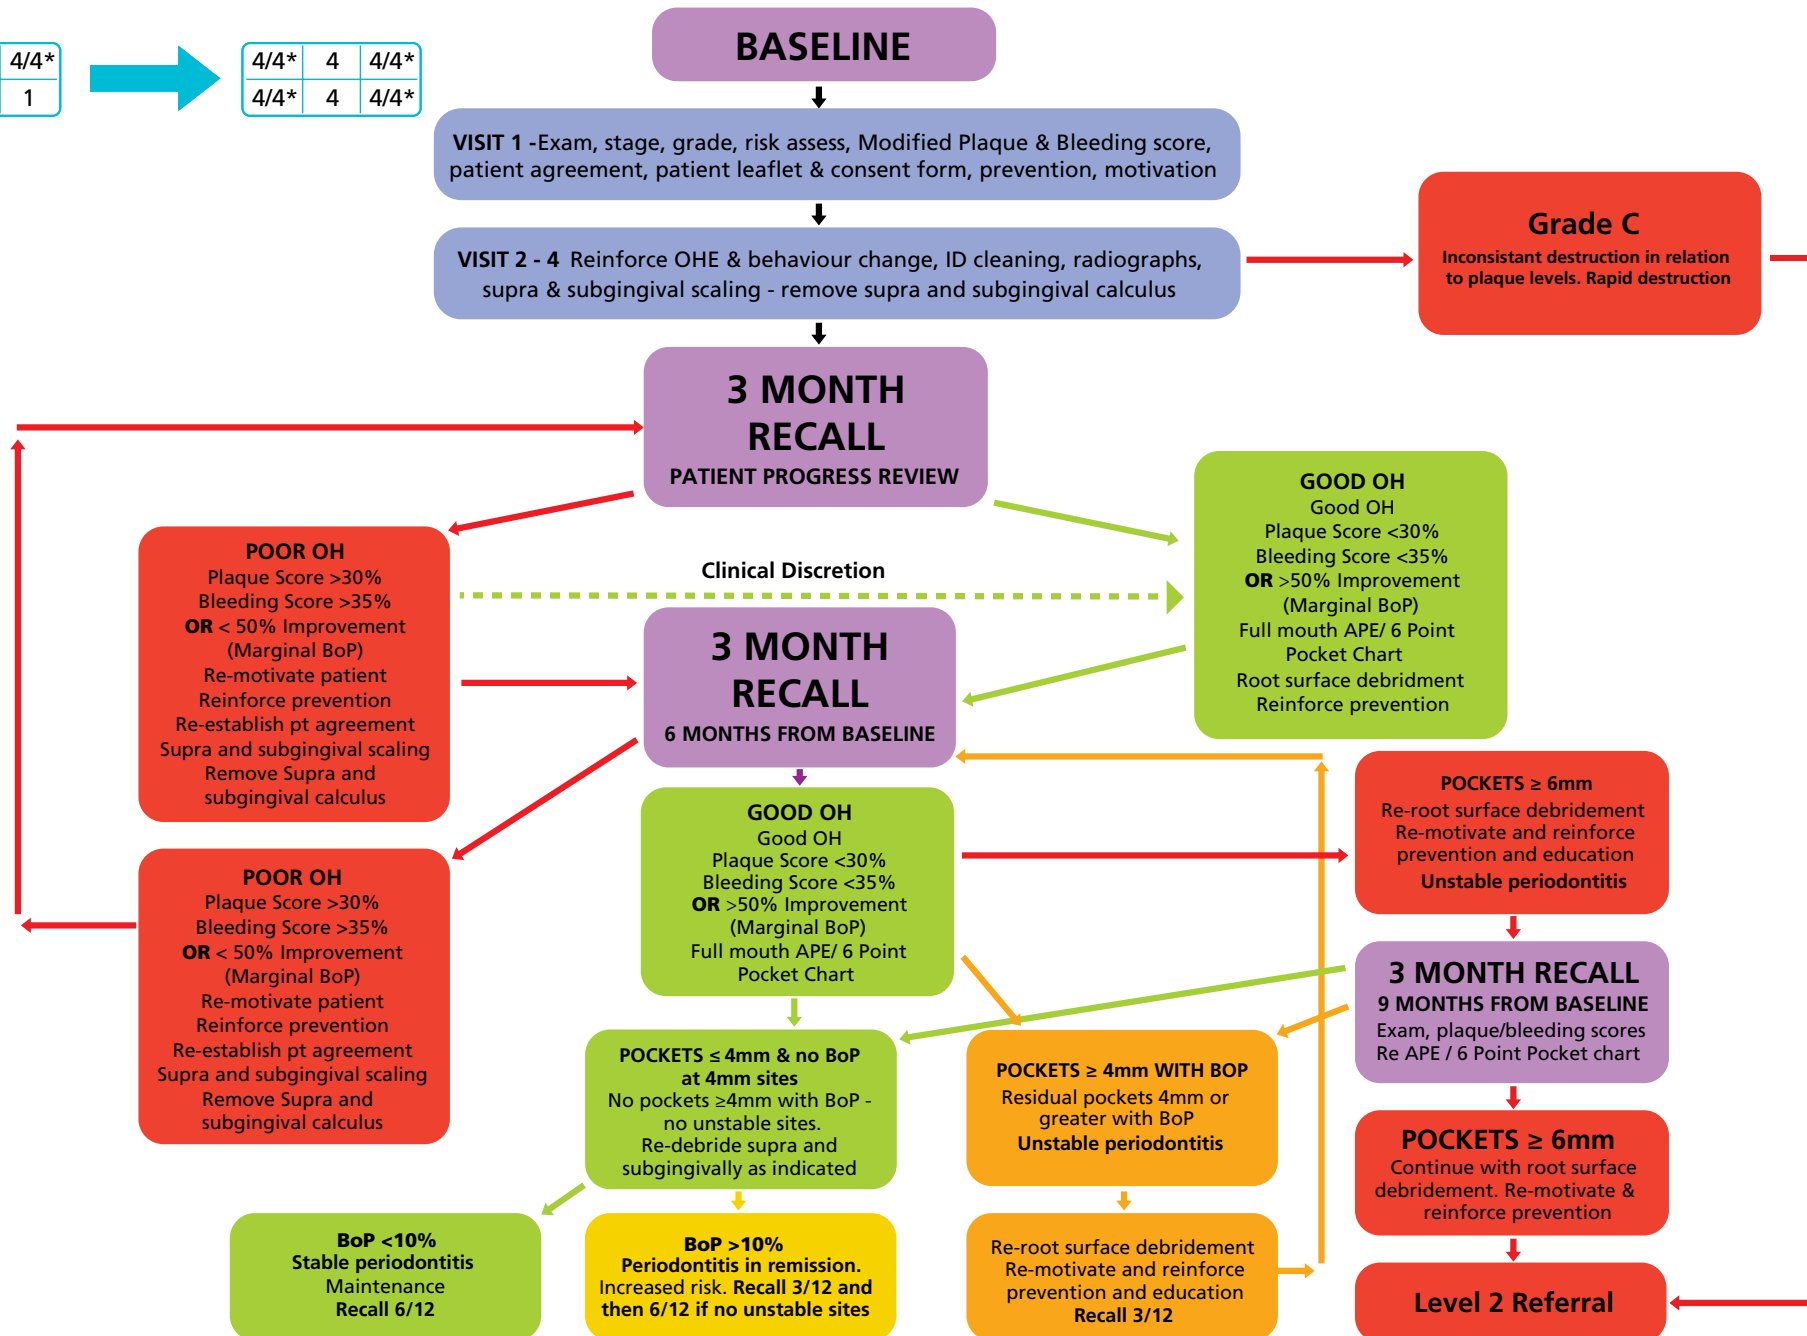 4/4*
1
4/4* 4 4/4*
4/4* 4 4/4*
BASELINE
VISIT 1 -Exam, stage, grade, risk assess, Modified Plaque & Bleeding score,
patient agreement, patient leaflet & consent form, prevention, motivation
VISIT 2 - 4 Reinforce OHE & behaviour change, ID cleaning, radiographs,
supra & subgingival scaling - remove supra and subgingival calculus
Grade C
Inconsistant destruction in relation
to plaque levels. Rapid destruction
3 MONTH
RECALL
PATIENT PROGRESS REVIEW
POOR OH
Plaque Score >30%
Bleeding Score >35%
OR < 50% Improvement
(Marginal BoP)
Re-motivate patient
Reinforce prevention
Re-establish pt agreement
Supra and subgingival scaling
Remove Supra and
subgingival calculus
Clinical Discretion
GOOD OH
Good OH
Plaque Score <30%
Bleeding Score <35%
OR >50% Improvement
(Marginal BoP)
Full mouth APE/ 6 Point
Pocket Chart
Root surface debridment
Reinforce prevention
3 MONTH
RECALL
6 MONTHS FROM BASELINE
POOR OH
Plaque Score >30%
Bleeding Score >35%
OR < 50% Improvement
(Marginal BoP)
Re-motivate patient
Reinforce prevention
Re-establish pt agreement
Supra and subgingival scaling
Remove Supra and
subgingival calculus
GOOD OH
Good OH
Plaque Score <30%
Bleeding Score <35%
OR >50% Improvement
(Marginal BoP)
Full mouth APE/ 6 Point
Pocket Chart
POCKETS ≥ 6mm
Re-root surface debridement
Re-motivate and reinforce
prevention and education
Unstable periodontitis
3 MONTH RECALL
9 MONTHS FROM BASELINE
Exam, plaque/bleeding scores
Re APE / 6 Point Pocket chart
POCKETS ≤ 4mm & no BoP
at 4mm sites
No pockets ≥4mm with BoP -
no unstable sites.
Re-debride supra and
subgingivally as indicated
POCKETS ≥ 4mm WITH BOP
Residual pockets 4mm or
greater with BoP
Unstable periodontitis
POCKETS ≥ 6mm
Continue with root surface
debridement. Re-motivate &
reinforce prevention
BoP <10%
Stable periodontitis
Maintenance
Recall 6/12
BoP >10%
Periodontitis in remission.
Increased risk. Recall 3/12 and
then 6/12 if no unstable sites
Re-root surface debridement
Re-motivate and reinforce
prevention and education
Recall 3/12
Level 2 Referral